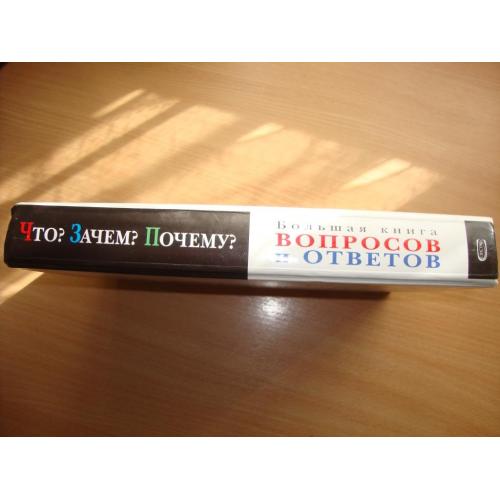 Что? Зачем? Почему?
Большая книга
ВОПРОСОВ
и ОТВЕТОВ